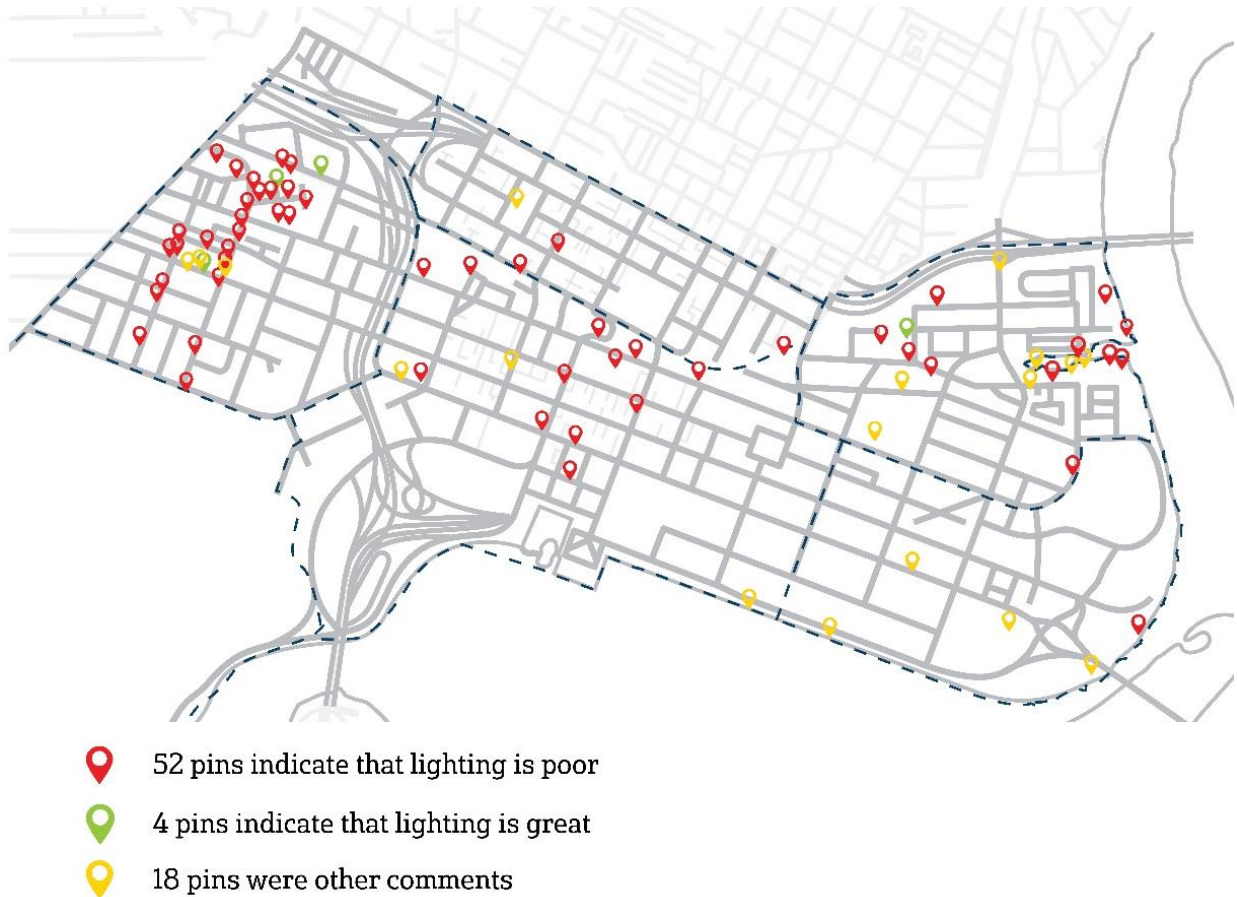 52 pins indicate that lighting is poor
4 pins indicate that lighting is great
18 pins were other comments